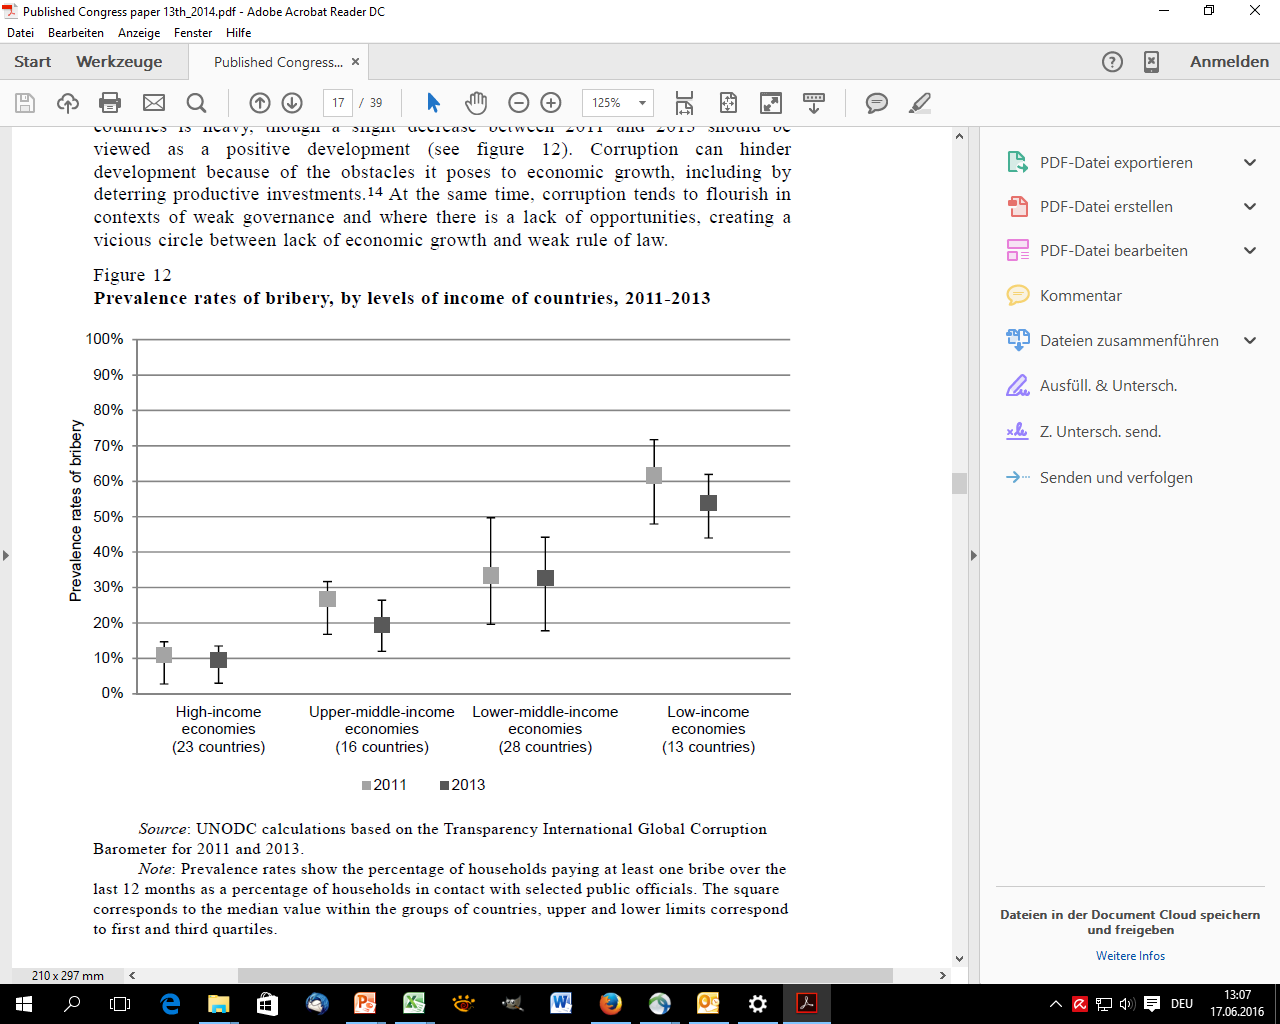 Published Congress paper 13th_2014.pdf - Adobe Acrobat Reader DC
Datei Bearbeiten Anzeige Fenster Hilfe
Start Werkzeuge Published Congress... × Anmelden
17 / 39 125%
countries is heavy, though a slight decrease between 2011 and 2013 should be
viewed as a positive development (see figure 12). Corruption can hinder
development because of the obstacles it poses to economic growth, including by
deterring productive investments.14 At the same time, corruption tends to flourish in
contexts of weak governance and where there is a lack of opportunities, creating a
vicious circle between lack of economic growth and weak rule of law.
Figure 12
Prevalence rates of bribery, by levels of income of countries, 2011-2013
Prevalence rates of bribery
100%
90%
80%
70%
60%
50%
40%
30%
20%
10%
0%
High-income economies (23 countries)
Upper-middle-income economies (16 countries)
Lower-middle-income economies (28 countries)
Low-income economies (13 countries)
2011 2013
Source: UNODC calculations based on the Transparency International Global Corruption
Barometer for 2011 and 2013.
Note: Prevalence rates show the percentage of households paying at least one bribe over the
last 12 months as a percentage of households in contact with selected public officials. The square
corresponds to the median value within the groups of countries, upper and lower limits correspond
to first and third quartiles.
210 x 297 mm
PDF-Datei exportieren
PDF-Datei erstellen
PDF-Datei bearbeiten
Kommentar
Dateien zusammenführen
Ausfüll. & Untersch.
Z. Untersch. send.
Senden und verfolgen
Dateien in der Document Cloud speichern
und freigeben
Weitere Infos
DEU
13:07
17.06.2016